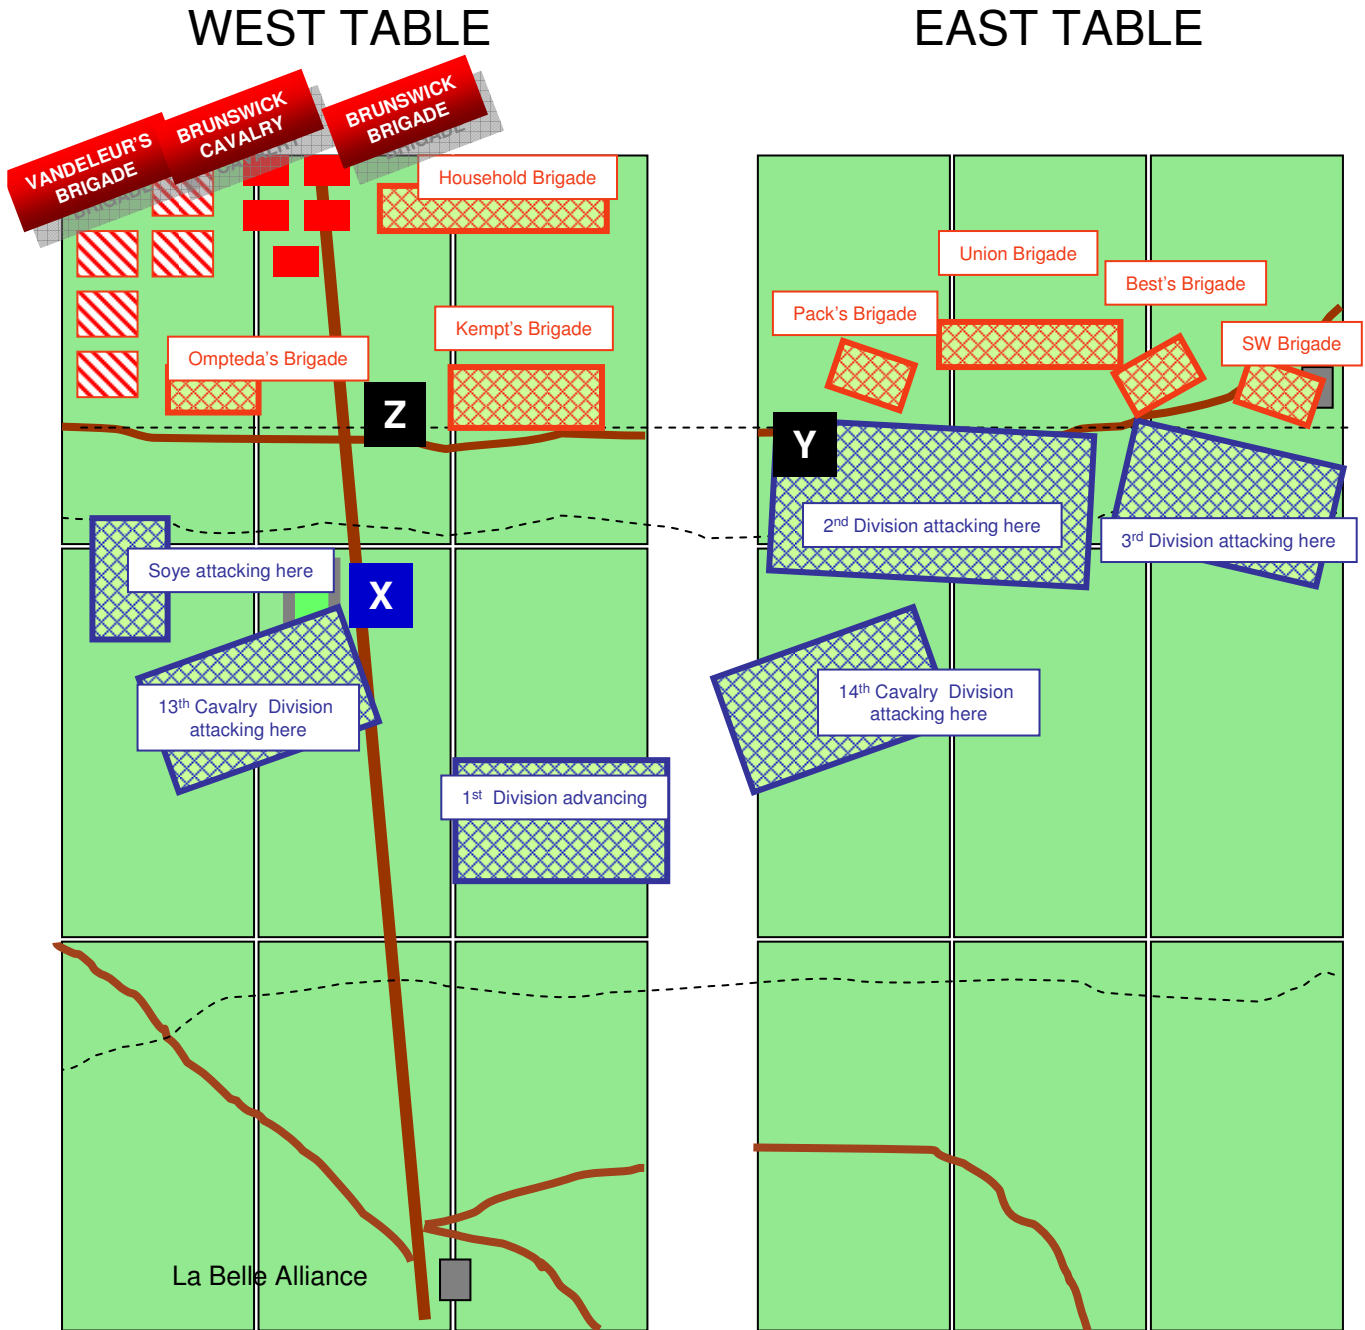 WEST TABLE
EAST TABLE
VANDELEUR'S
BRIGADE
BRUNSWICK
CAVALRY
BRUNSWICK
BRIGADE
Household Brigade
Union Brigade
Best's Brigade
Pack's Brigade
Kempt's Brigade
SW Brigade
Ompteda's Brigade
Z
Y
2nd Division attacking here
3rd Division attacking here
Soye attacking here
X
13th Cavalry Division
attacking here
14th Cavalry Division
attacking here
1st Division advancing
La Belle Alliance